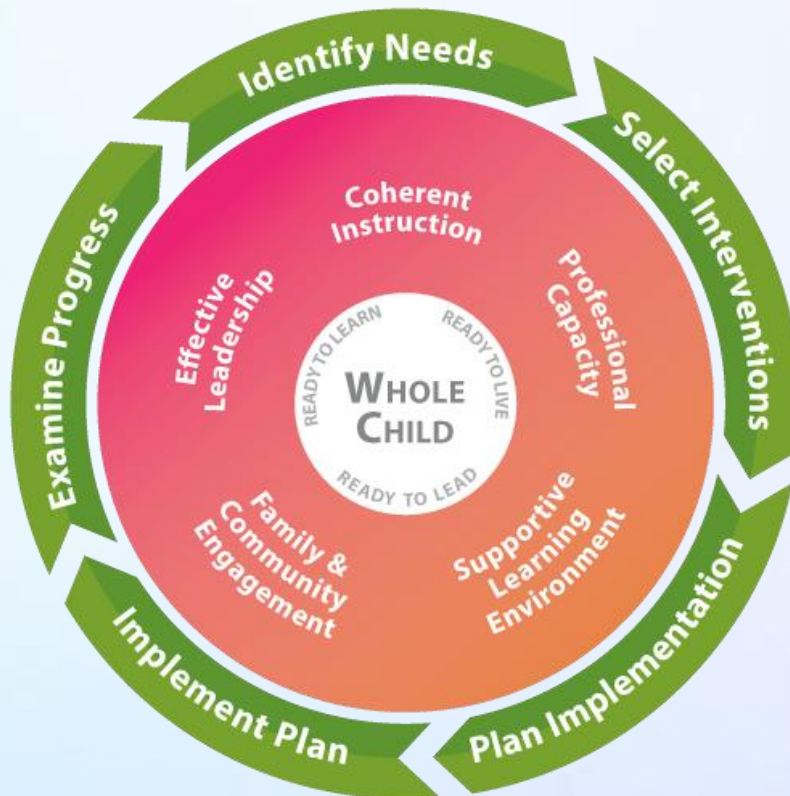 Identify Needs
Select Interventions
Plan Implementation
Implement Plan
Examine Progress
Coherent
Instruction
Professional
Capacity
Supportive
Learning
Environment
Family &
Community
Engagement
Effective
Leadership
READY TO LEARN
READY TO LIVE
READY TO LEAD
WHOLE
CHILD